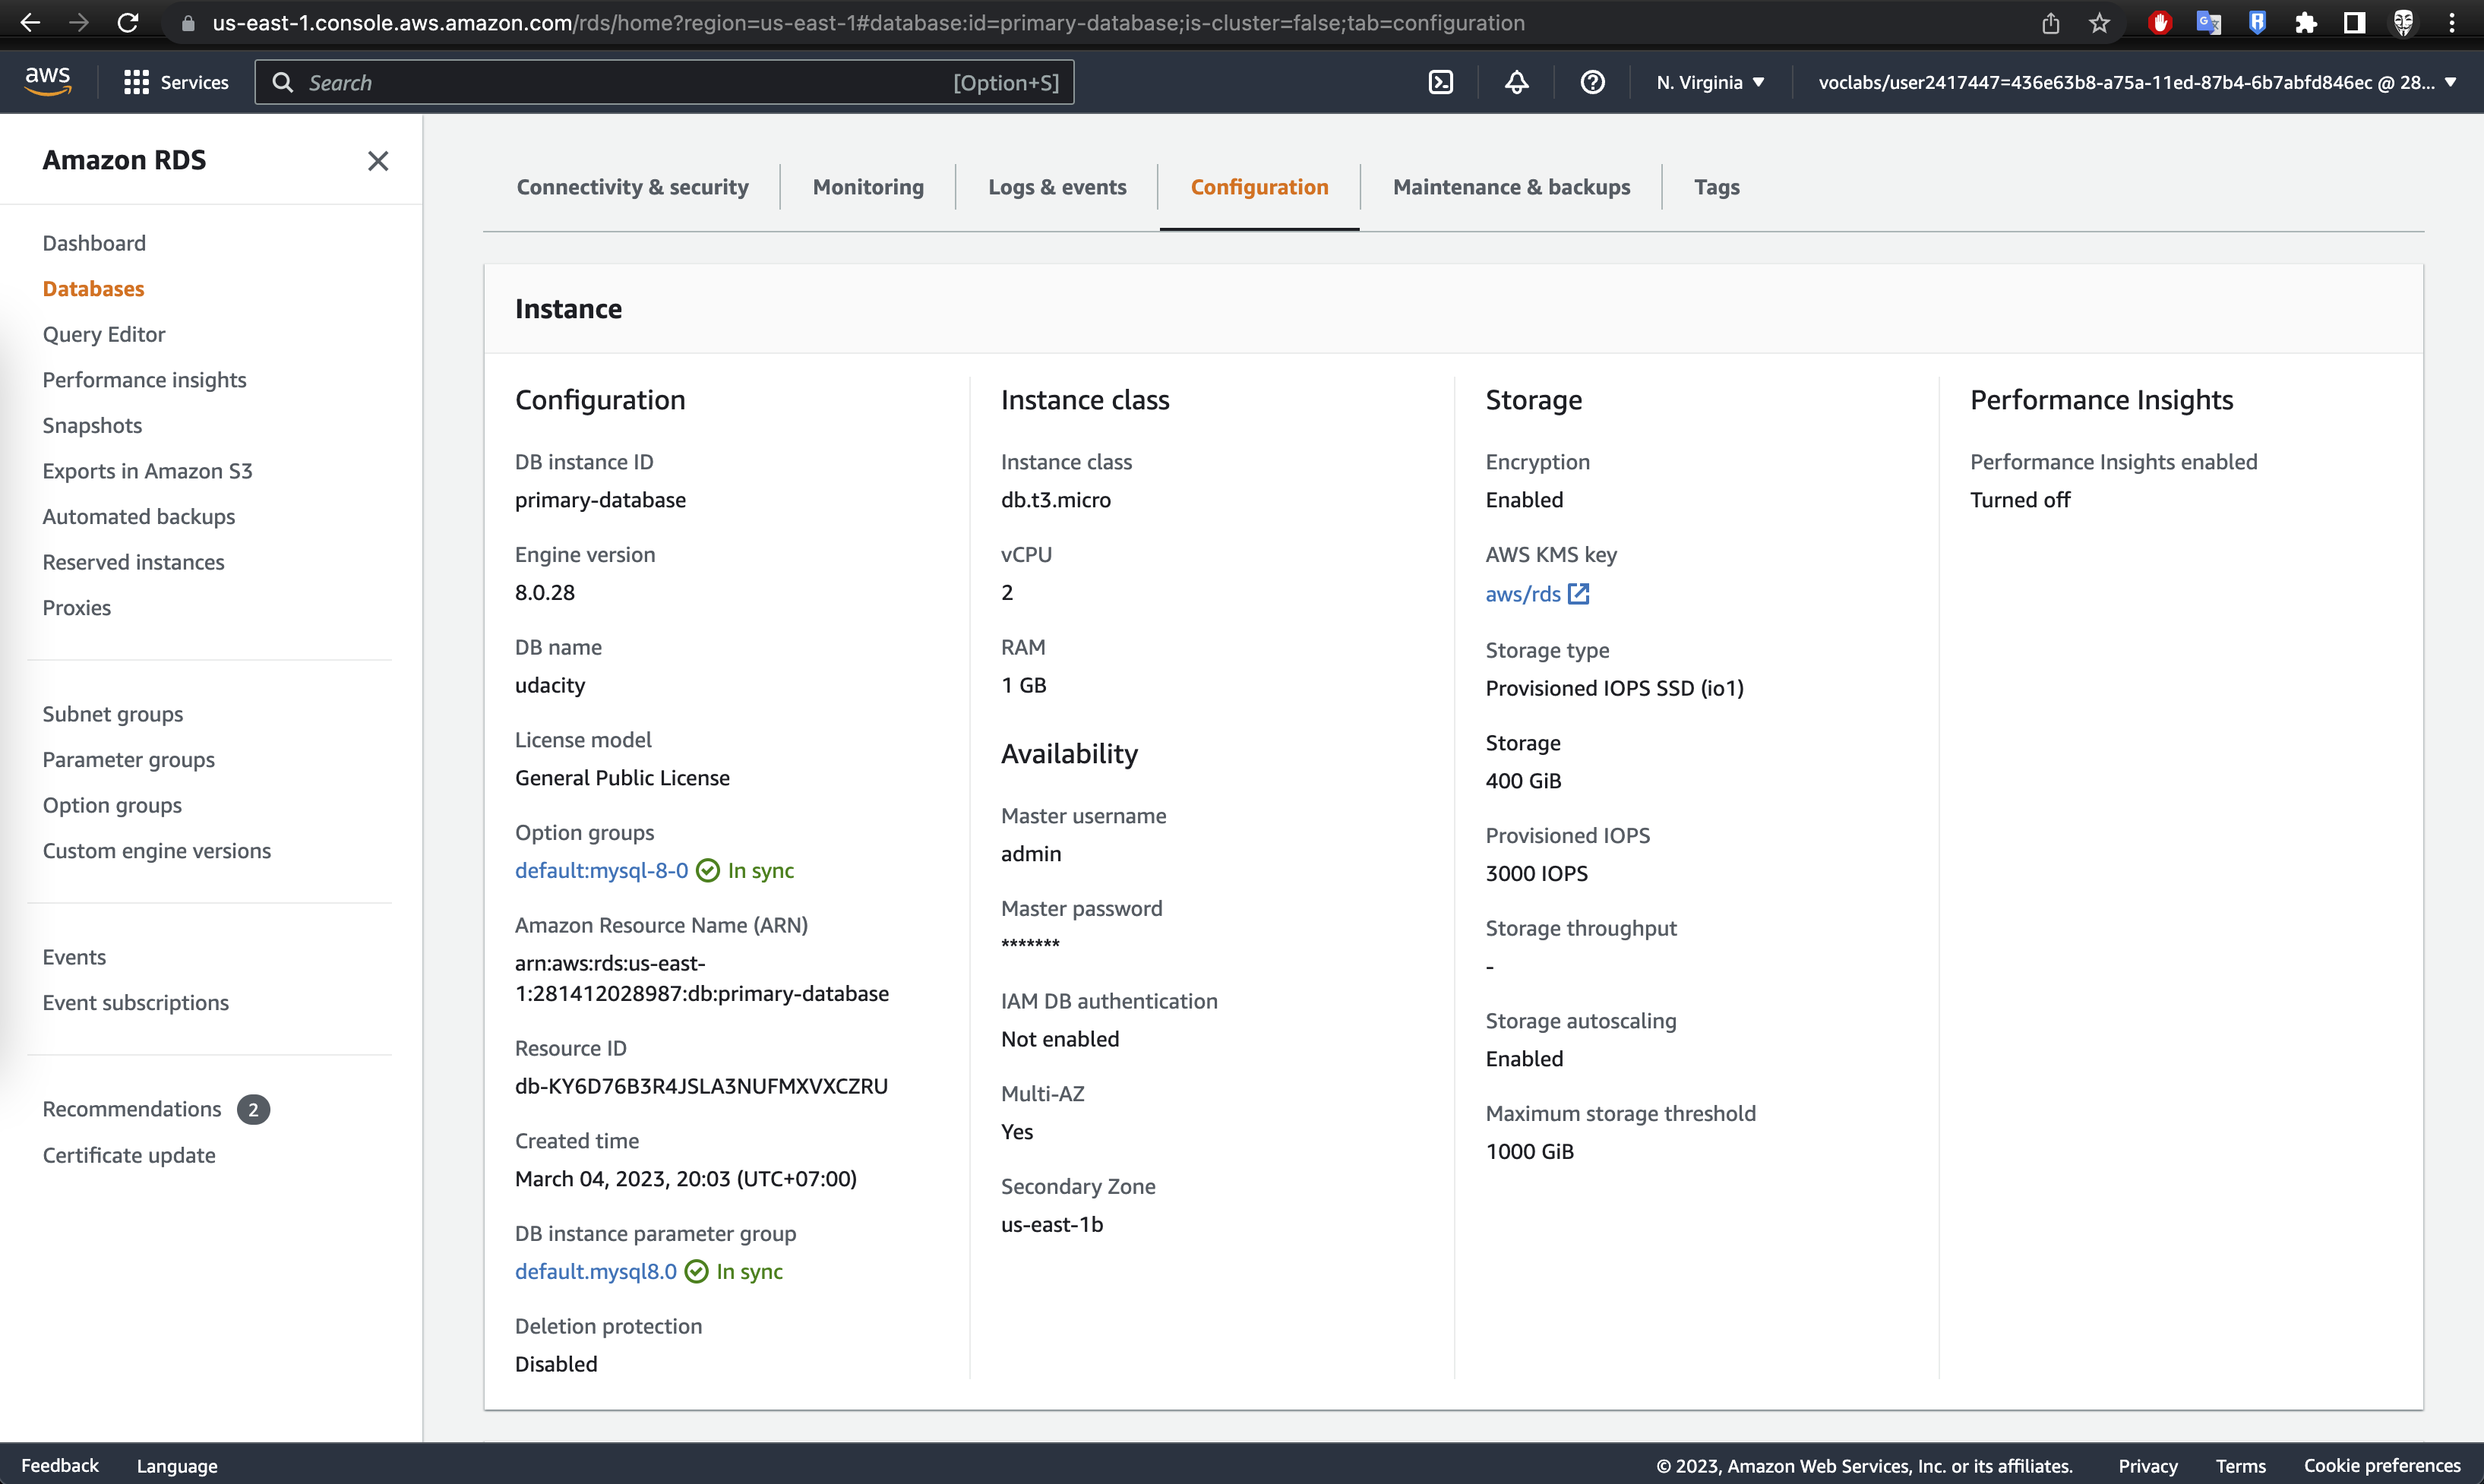 us-east-1.console.aws.amazon.com/rds/home?region=us-east-1#database:id=primary-database;is-cluster=false;tab=configuration
aws
Services
Search
[Option+S]
N. Virginia
voclabs/user2417447=436e63b8-a75a-11ed-87b4-6b7abfd846ec @ 28...
Amazon RDS
Dashboard
Databases
Query Editor
Performance insights
Snapshots
Exports in Amazon S3
Automated backups
Reserved instances
Proxies
Subnet groups
Parameter groups
Option groups
Custom engine versions
Events
Event subscriptions
Recommendations 2
Certificate update
Connectivity & security
Monitoring
Logs & events
Configuration
Maintenance & backups
Tags
Instance
Configuration
DB instance ID
primary-database
Engine version
8.0.28
DB name
udacity
License model
General Public License
Option groups
default:mysql-8-0 In sync
Amazon Resource Name (ARN)
arn:aws:rds:us-east-
1:281412028987:db:primary-database
Resource ID
db-KY6D76B3R4JSLA3NUFMXVXCZRU
Created time
March 04, 2023, 20:03 (UTC+07:00)
DB instance parameter group
default.mysql8.0 In sync
Deletion protection
Disabled
Instance class
Instance class
db.t3.micro
vCPU
2
RAM
1 GB
Availability
Master username
admin
Master password
*******
IAM DB authentication
Not enabled
Multi-AZ
Yes
Secondary Zone
us-east-1b
Storage
Encryption
Enabled
AWS KMS key
aws/rds
Storage type
Provisioned IOPS SSD (io1)
Storage
400 GiB
Provisioned IOPS
3000 IOPS
Storage throughput
-
Storage autoscaling
Enabled
Maximum storage threshold
1000 GiB
Performance Insights
Performance Insights enabled
Turned off
Feedback
Language
© 2023, Amazon Web Services, Inc. or its affiliates.
Privacy
Terms
Cookie preferences